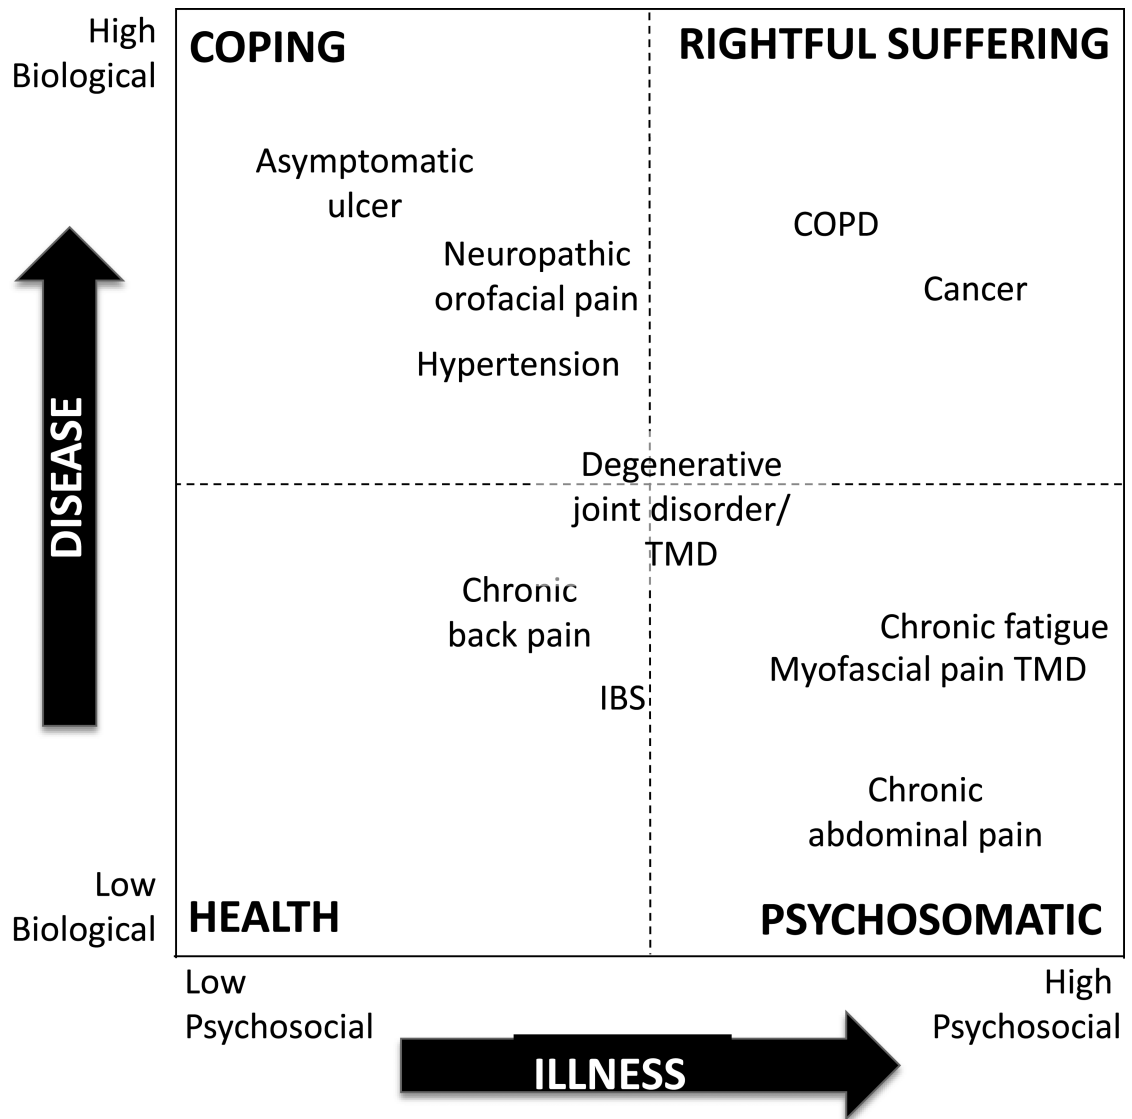 High
Biological
COPING
RIGHTFUL SUFFERING
Asymptomatic
ulcer
COPD
Neuropathic
orofacial pain
Cancer
Hypertension
DISEASE
Degenerative
joint disorder/
TMD
Chronic
back pain
Chronic fatigue
Myofascial pain TMD
IBS
Chronic
abdominal pain
Low
Biological
HEALTH
PSYCHOSOMATIC
Low
Psychosocial
High
Psychosocial
ILLNESS